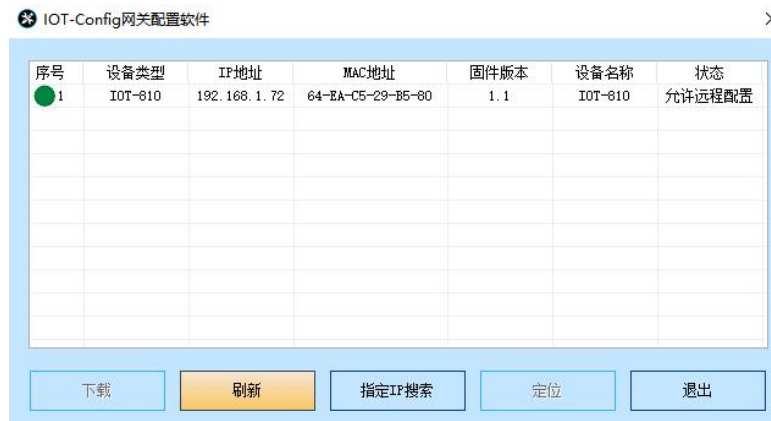 IOT-Config网关配置软件
序号 设备类型 IP地址 MAC地址 固件版本 设备名称 状态
1 IOT-810 192.168.1.72 64-EA-C5-29-B5-80 1.1 IOT-810 允许远程配置
下载 刷新 指定IP搜索 定位 退出